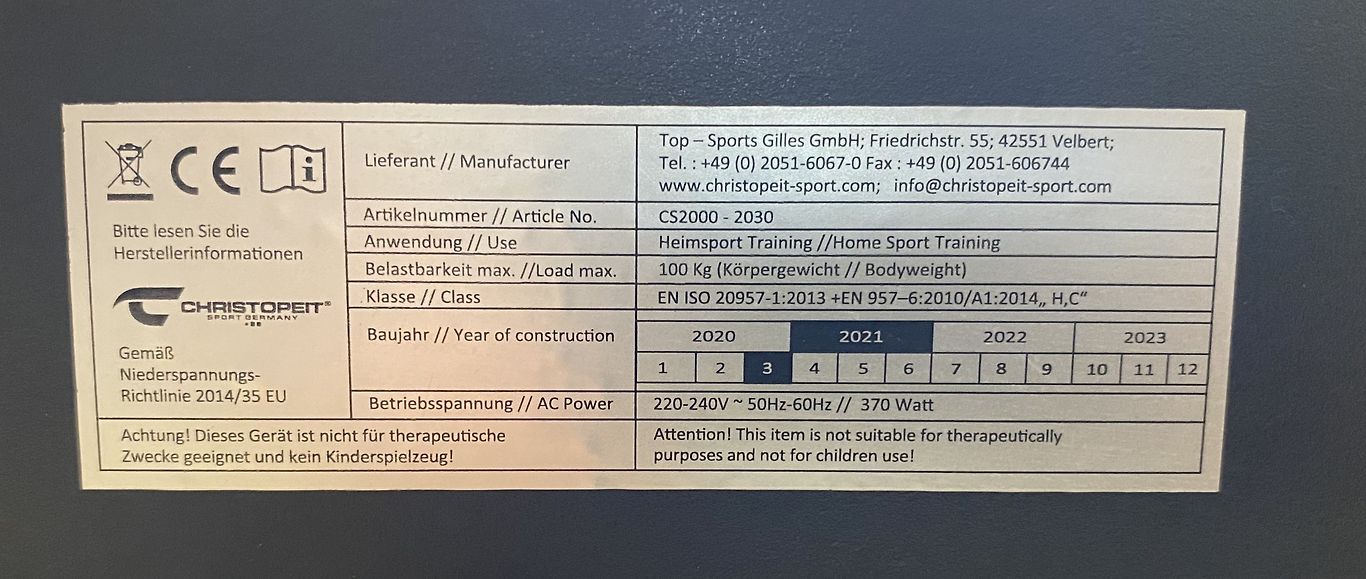 Bitte lesen Sie die
Herstellerinformationen
CHRISTOPEIT®
SPORT GERMANY
Gemäß
Niederspannungs-
Richtlinie 2014/35 EU
Lieferant // Manufacturer
Top – Sports Gilles GmbH; Friedrichstr. 55; 42551 Velbert;
Tel. : +49 (0) 2051-6067-0 Fax : +49 (0) 2051-606744
www.christopeit-sport.com; info@christopeit-sport.com
Artikelnummer // Article No.
CS2000 - 2030
Anwendung // Use
Heimsport Training //Home Sport Training
Belastbarkeit max. //Load max.
100 Kg (Körpergewicht // Bodyweight)
Klasse // Class
EN ISO 20957-1:2013 +EN 957–6:2010/A1:2014„ H,C“
Baujahr // Year of construction
2020 2021 2022 2023
1 2 3 4 5 6 7 8 9 10 11 12
Betriebsspannung // AC Power
220-240V ~ 50Hz-60Hz // 370 Watt
Achtung! Dieses Gerät ist nicht für therapeutische
Zwecke geeignet und kein Kinderspielzeug!
Attention! This item is not suitable for therapeutically
purposes and not for children use!